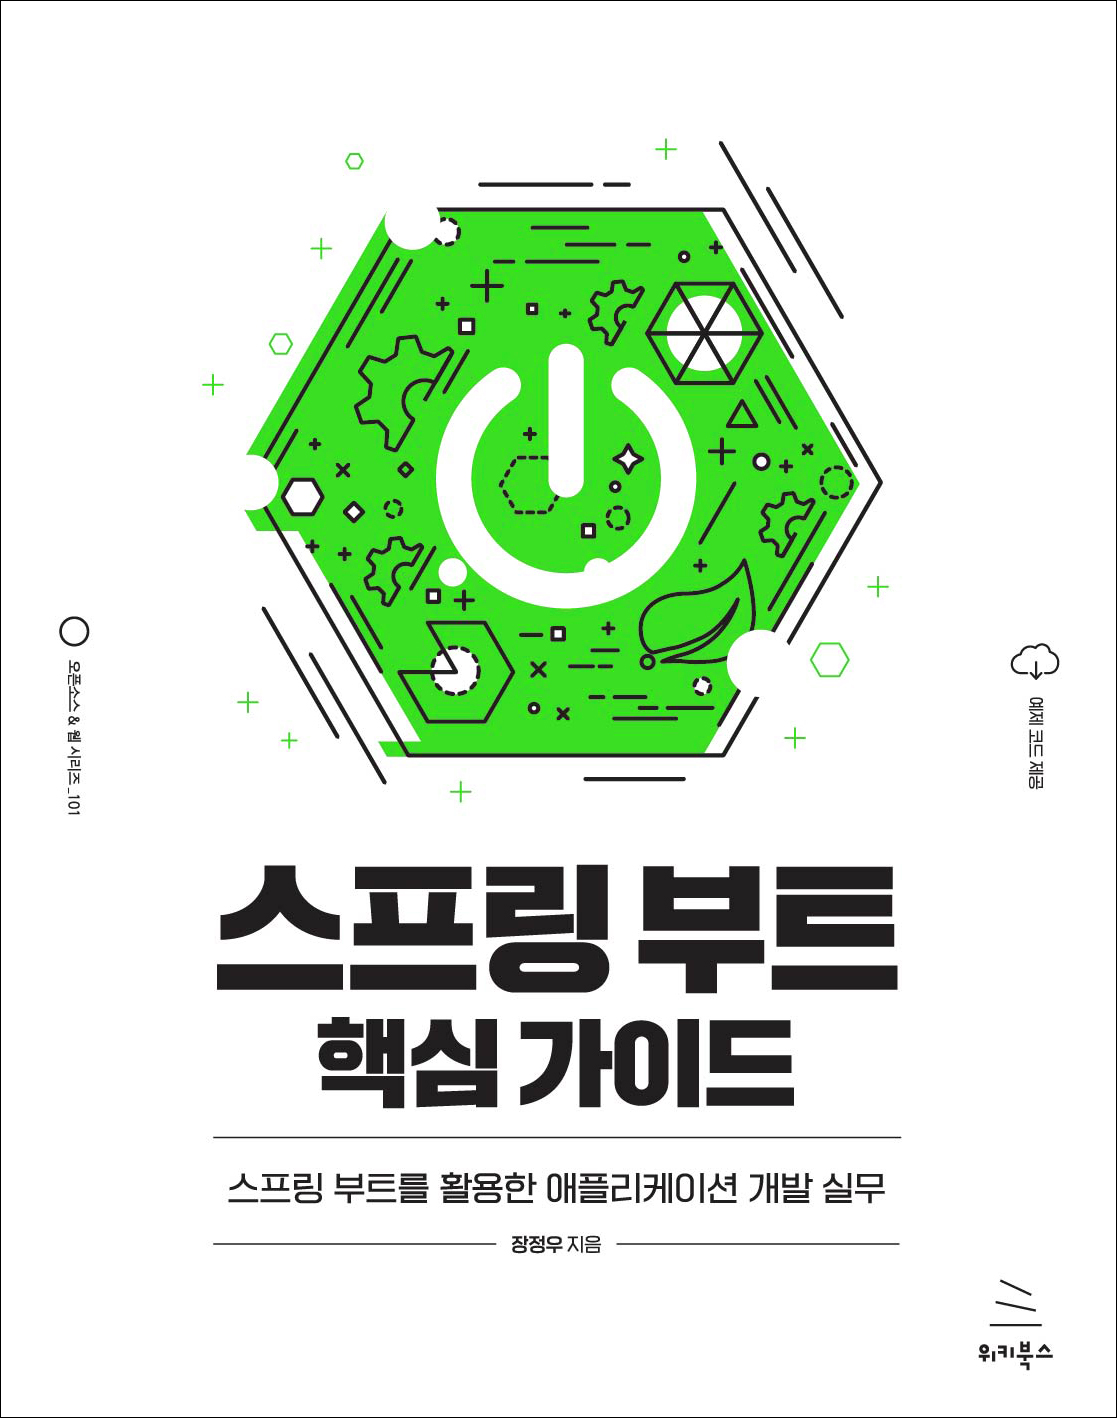 오픈소스 & 웹 시리즈_101
예제 코드 제공
스프링 부트
핵심 가이드
스프링 부트를 활용한 애플리케이션 개발 실무
장정우 지음
위키북스